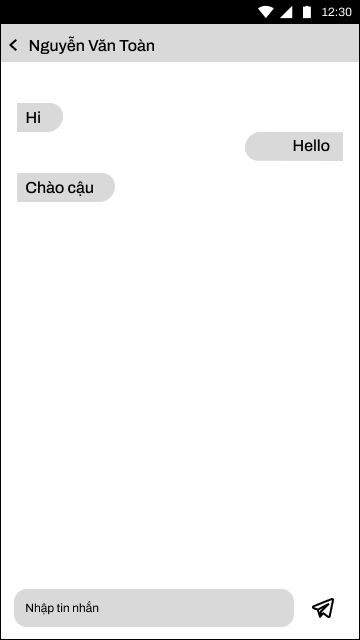 12:30
Nguyễn Văn Toàn
Hi
Hello
Chào cậu
Nhập tin nhắn